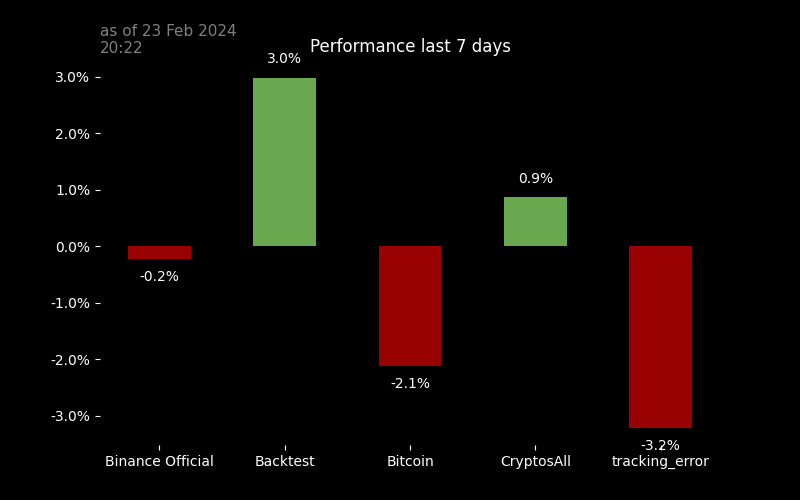 as of 23 Feb 2024
20:22
Performance last 7 days
3.0%
2.0%
1.0%
0.0%
-1.0%
-2.0%
-3.0%
-0.2%
3.0%
-2.1%
0.9%
-3.2%
Binance Official
Backtest
Bitcoin
CryptosAll
tracking_error